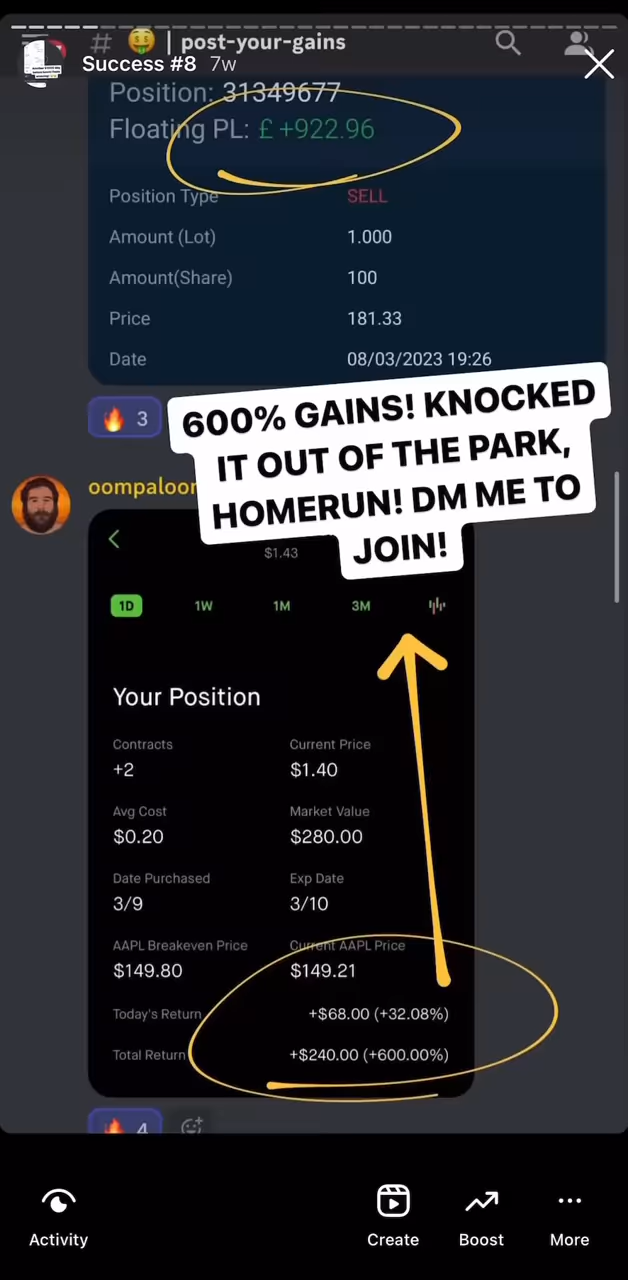 # 🤑 | post-your-gains
Success #8 7w
Position: 31349677
Floating PL: £ +922.96
Position Type SELL
Amount (Lot) 1.000
Amount(Share) 100
Price 181.33
Date 08/03/2023 19:26
🔥 3
600% GAINS! KNOCKED
IT OUT OF THE PARK,
HOMERUN! DM ME TO
JOIN!
$1.43
1D 1W 1M 3M
Your Position
Contracts Current Price
+2 $1.40
Avg Cost Market Value
$0.20 $280.00
Date Purchased Exp Date
3/9 3/10
AAPL Breakeven Price Current AAPL Price
$149.80 $149.21
Today's Return +$68.00 (+32.08%)
Total Return +$240.00 (+600.00%)
🔥 4
Activity Create Boost More